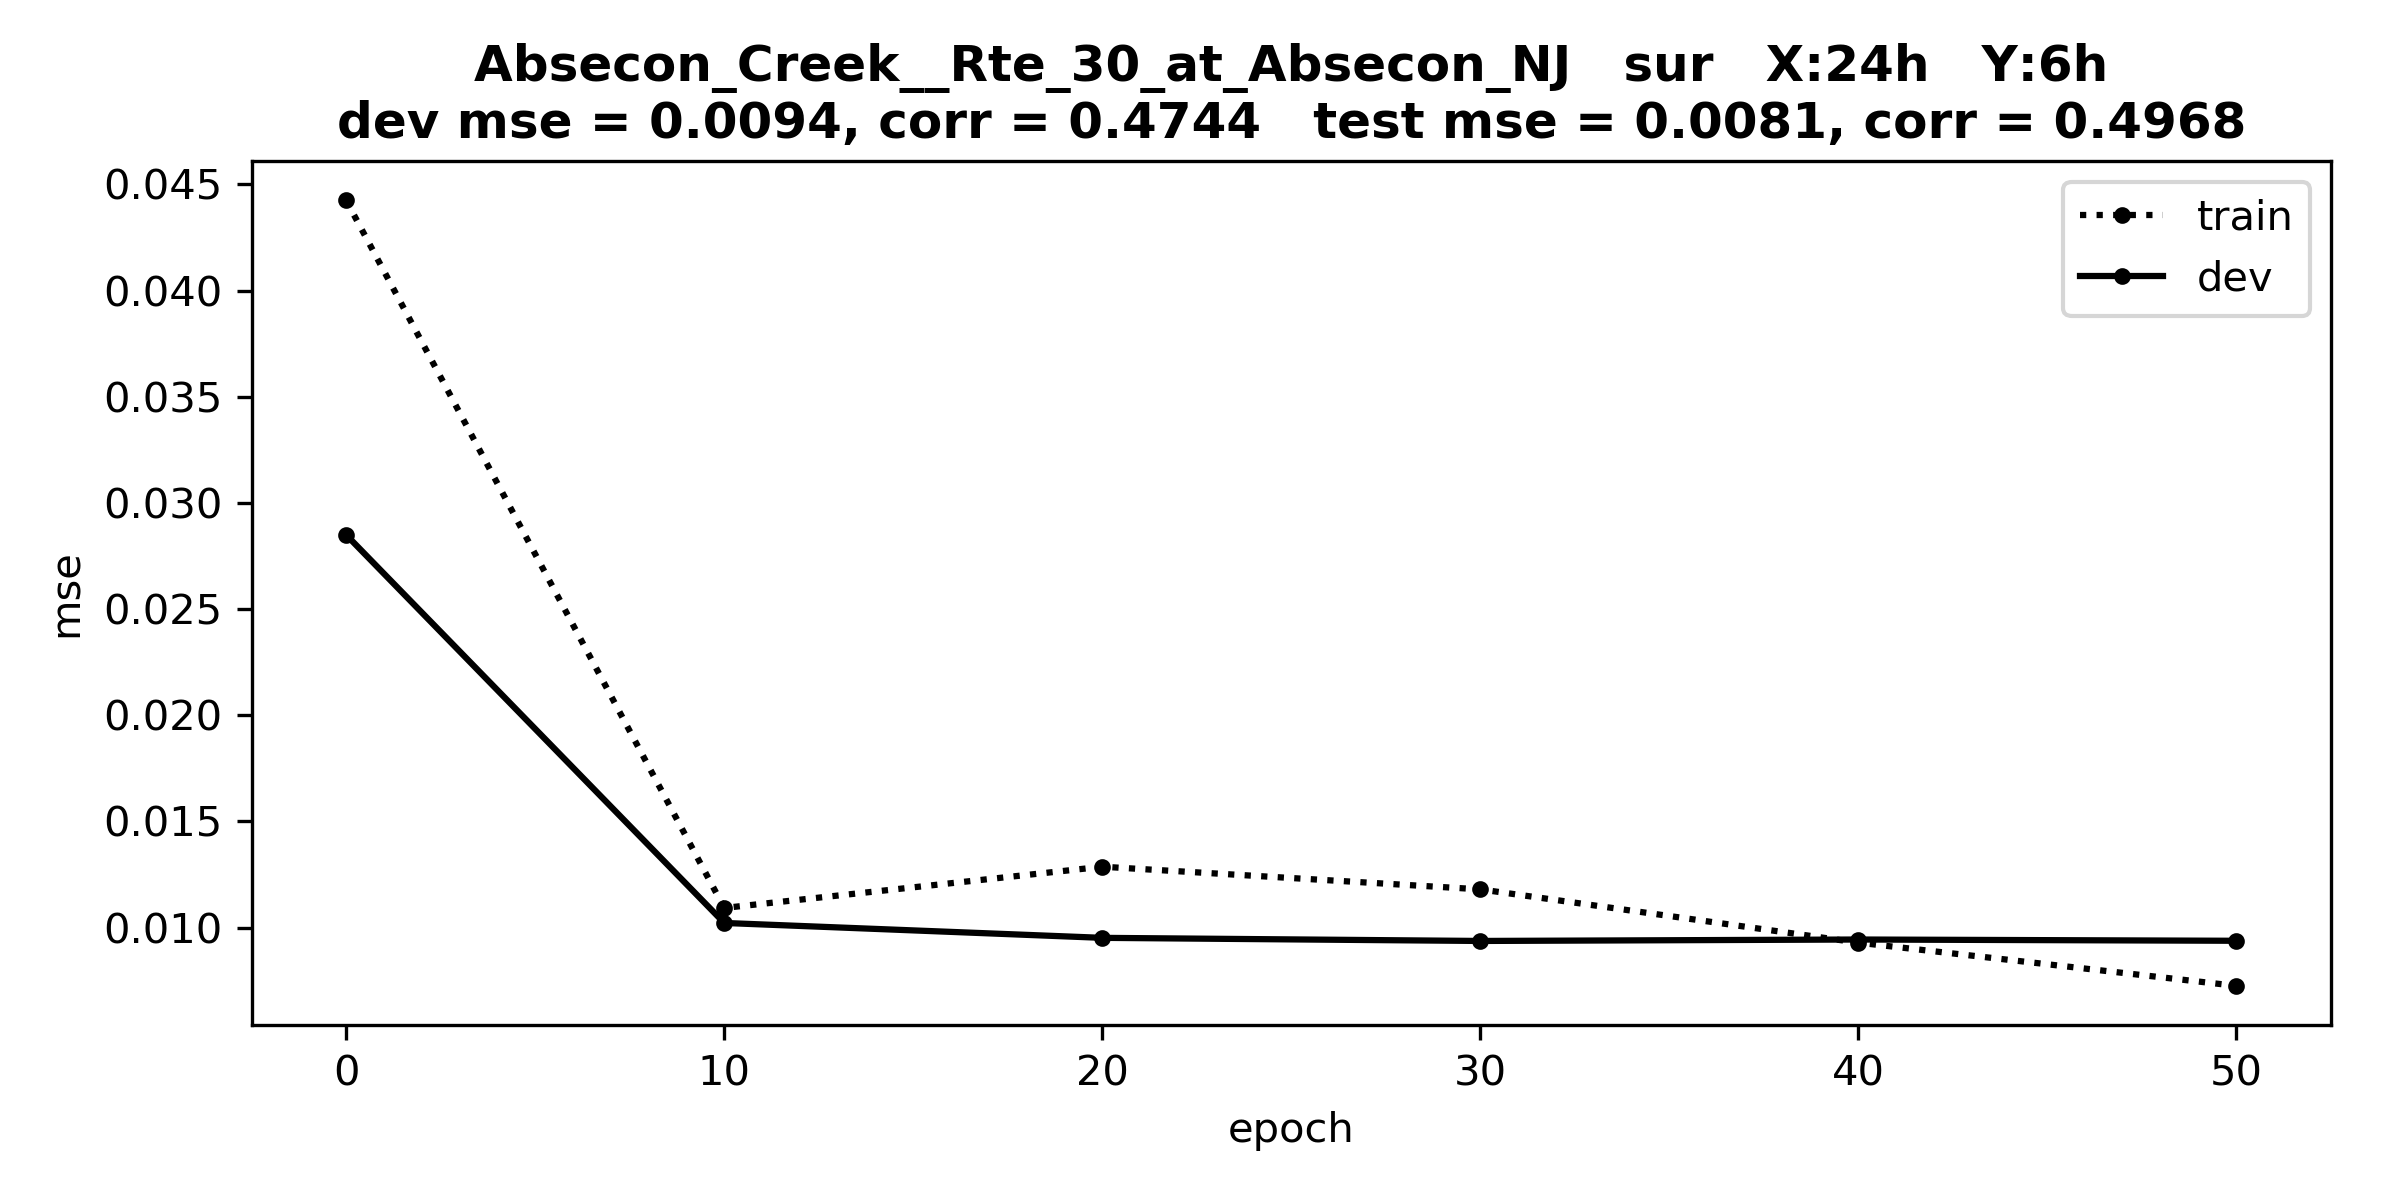 Absecon_Creek__Rte_30_at_Absecon_NJ   sur   X:24h   Y:6h
dev mse = 0.0094, corr = 0.4744   test mse = 0.0081, corr = 0.4968
train
dev
mse
0.045
0.040
0.035
0.030
0.025
0.020
0.015
0.010
0 10 20 30 40 50
epoch